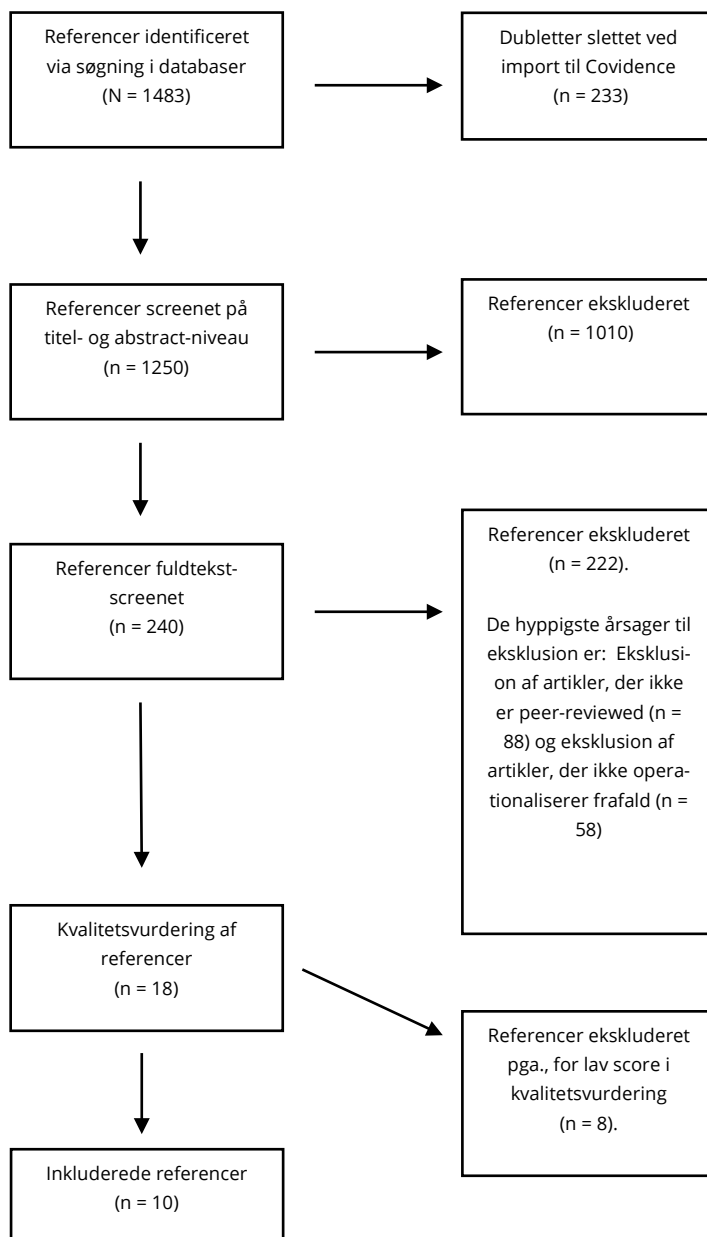 Referencer identificeret
via søgning i databaser
(N = 1483)
Dubletter slettet ved
import til Covidence
(n = 233)
Referencer screenet på
titel- og abstract-niveau
(n = 1250)
Referencer ekskluderet
(n = 1010)
Referencer fuldtekst-
screenet
(n = 240)
Referencer ekskluderet
(n = 222).
De hyppigste årsager til
eksklusion er: Eksklusi-
on af artikler, der ikke
er peer-reviewed (n =
88) og eksklusion af
artikler, der ikke opera-
tionaliserer frafald (n =
58)
Kvalitetsvurdering af
referencer
(n = 18)
Referencer ekskluderet
pga., for lav score i
kvalitetsvurdering
(n = 8).
Inkluderede referencer
(n = 10)